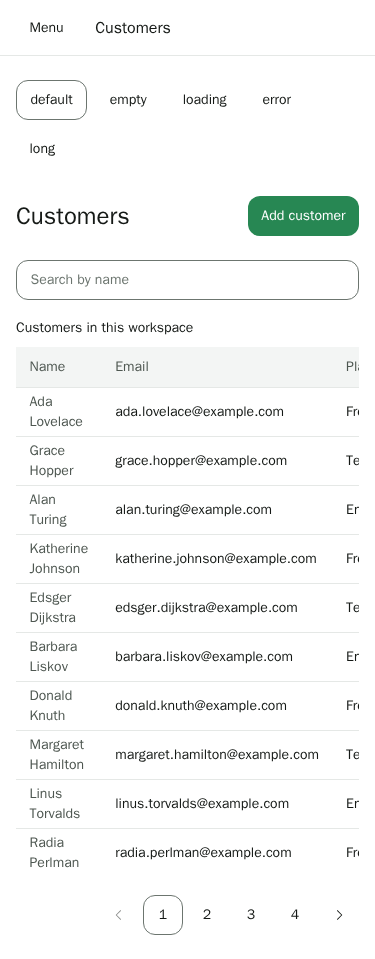 Menu Customers
default empty loading error
long
Customers Add customer
Search by name
Customers in this workspace
Name Email
Ada
Lovelace ada.lovelace@example.com
Grace
Hopper grace.hopper@example.com
Alan
Turing alan.turing@example.com
Katherine
Johnson katherine.johnson@example.com
Edsger
Dijkstra edsger.dijkstra@example.com
Barbara
Liskov barbara.liskov@example.com
Donald
Knuth donald.knuth@example.com
Margaret
Hamilton margaret.hamilton@example.com
Linus
Torvalds linus.torvalds@example.com
Radia
Perlman radia.perlman@example.com
1 2 3 4